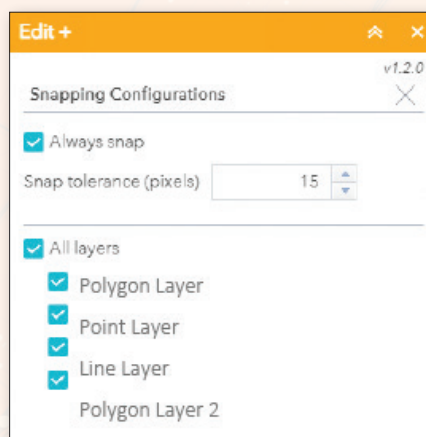 Edit +
v1.2.0
Snapping Configurations
Always snap
Snap tolerance (pixels) 15
All layers
Polygon Layer
Point Layer
Line Layer
Polygon Layer 2